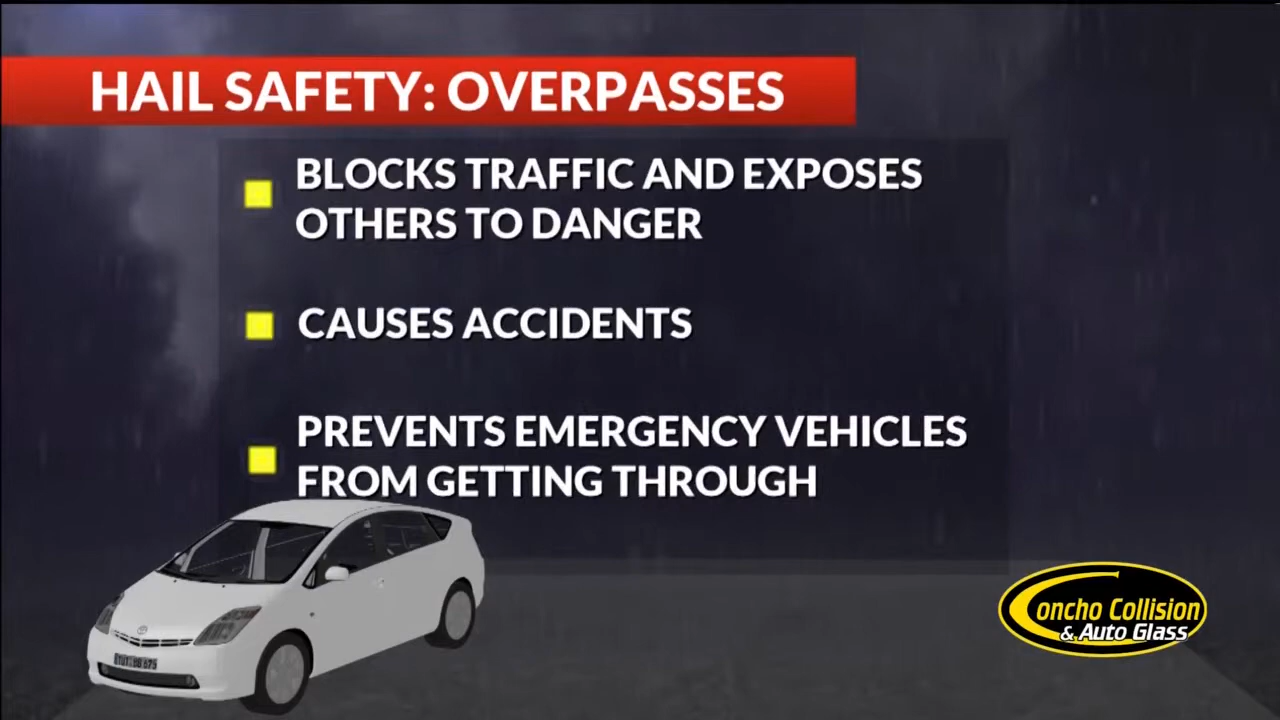 HAIL SAFETY: OVERPASSES
BLOCKS TRAFFIC AND EXPOSES
OTHERS TO DANGER
CAUSES ACCIDENTS
PREVENTS EMERGENCY VEHICLES
FROM GETTING THROUGH
Concho Collision
& Auto Glass